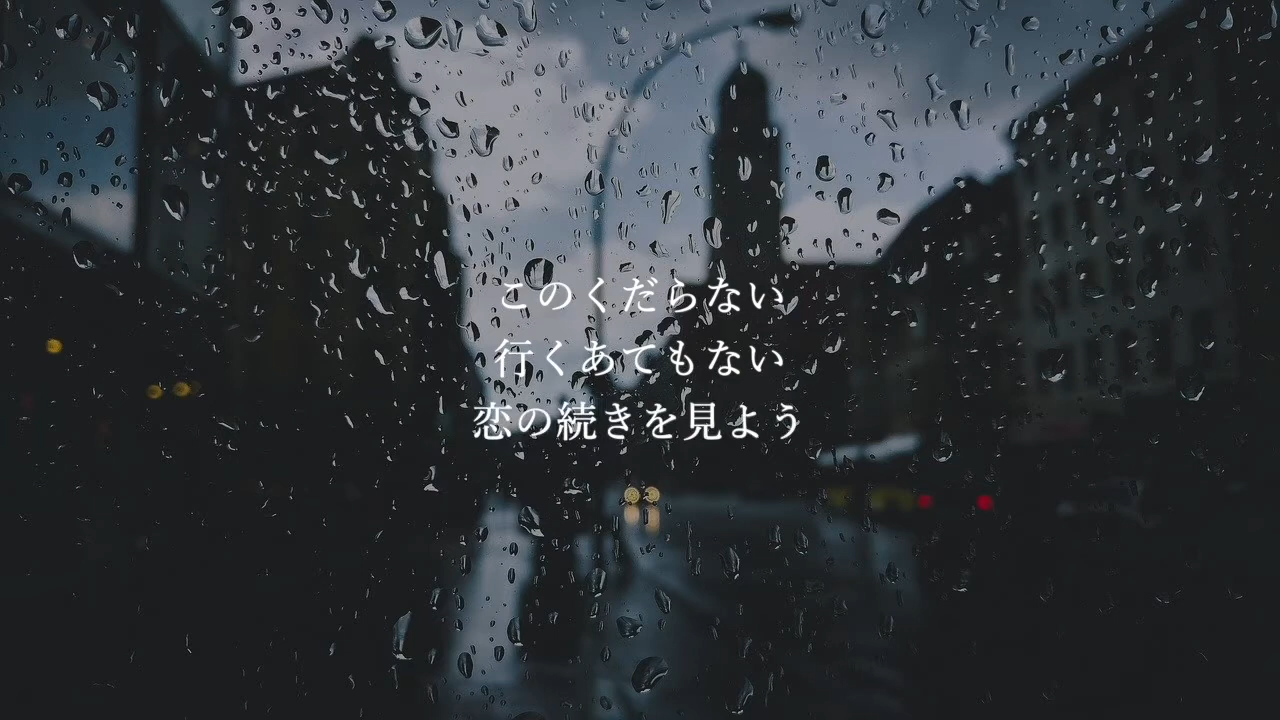 このくだらない
行くあてもない
恋の続きを見よう